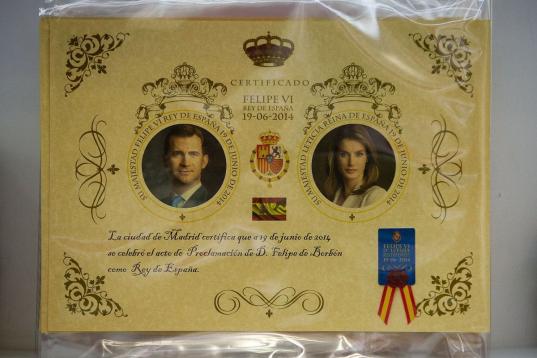 CERTIFICADO
FELIPE VI
REY DE ESPAÑA
19-06-2014
SU MAJESTAD FELIPE VI REY DE ESPAÑA 19 DE JUNIO DE 2014
SU MAJESTAD LETICIA REINA DE ESPAÑA 19 DE JUNIO DE 2014
La ciudad de Madrid certifica que a 19 de junio de 2014
se celebró el acto de Proclamación de D. Felipe de Borbón
como Rey de España.
FELIPE VI
19-06-2014